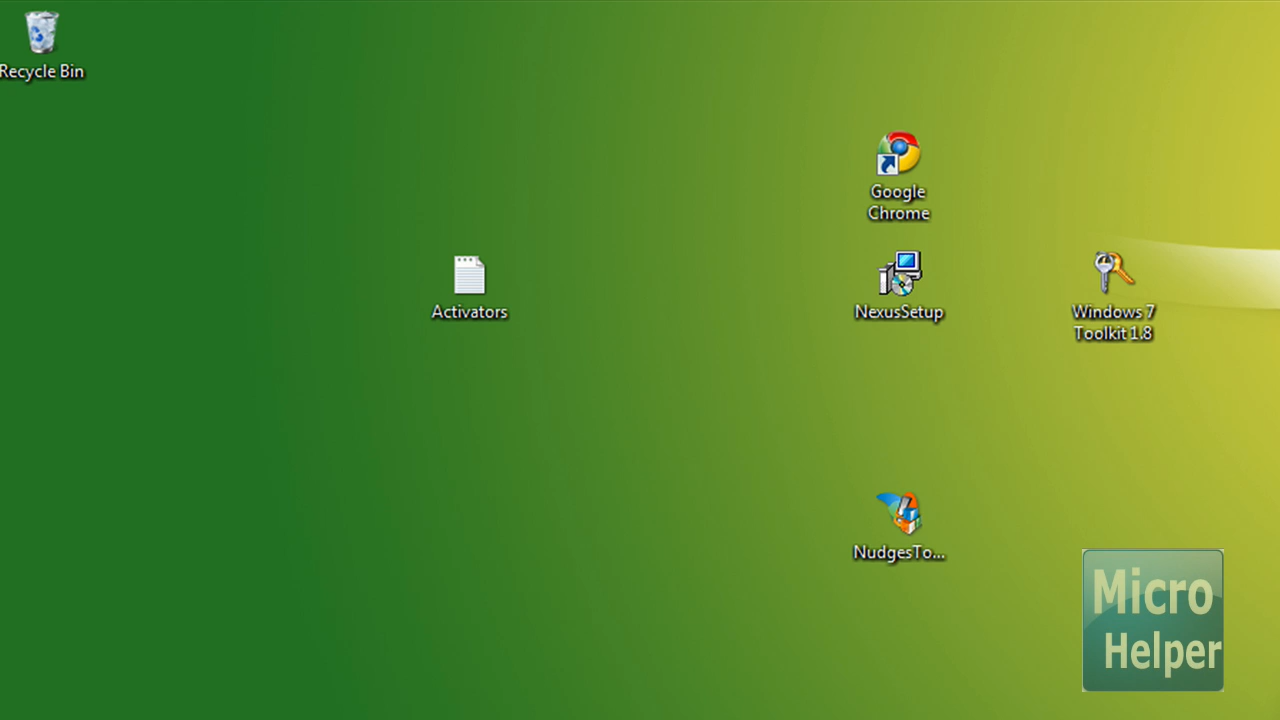 Recycle Bin
Google
Chrome
Activators
NexusSetup
Windows 7
Toolkit 1.8
NudgesTo...
Micro
Helper